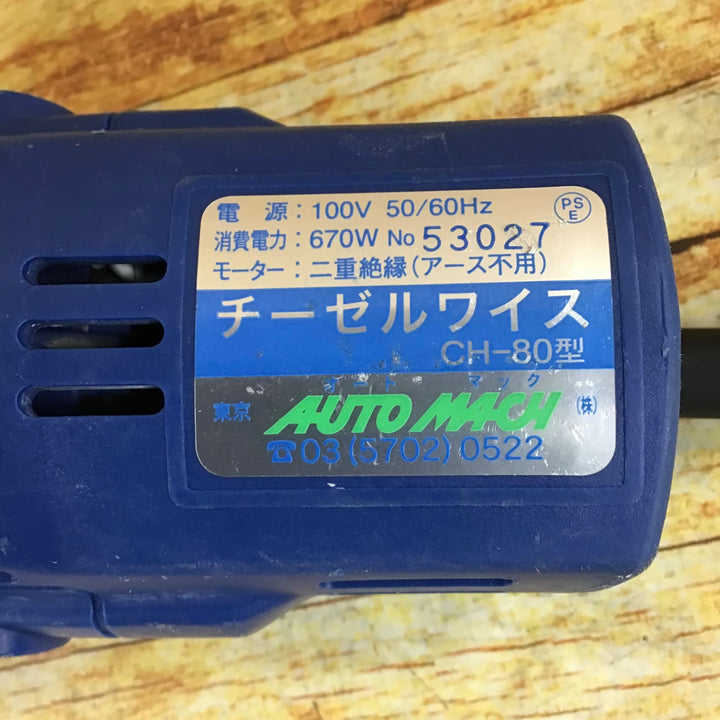 電　源：100V 50/60Hz
PS
E
消費電力：670W No 53027
モーター：二重絶縁（アース不用）
チーゼルワイス
CH-80型
オート マック
東京 AUTO MACH （株）
☎03(5702)0522